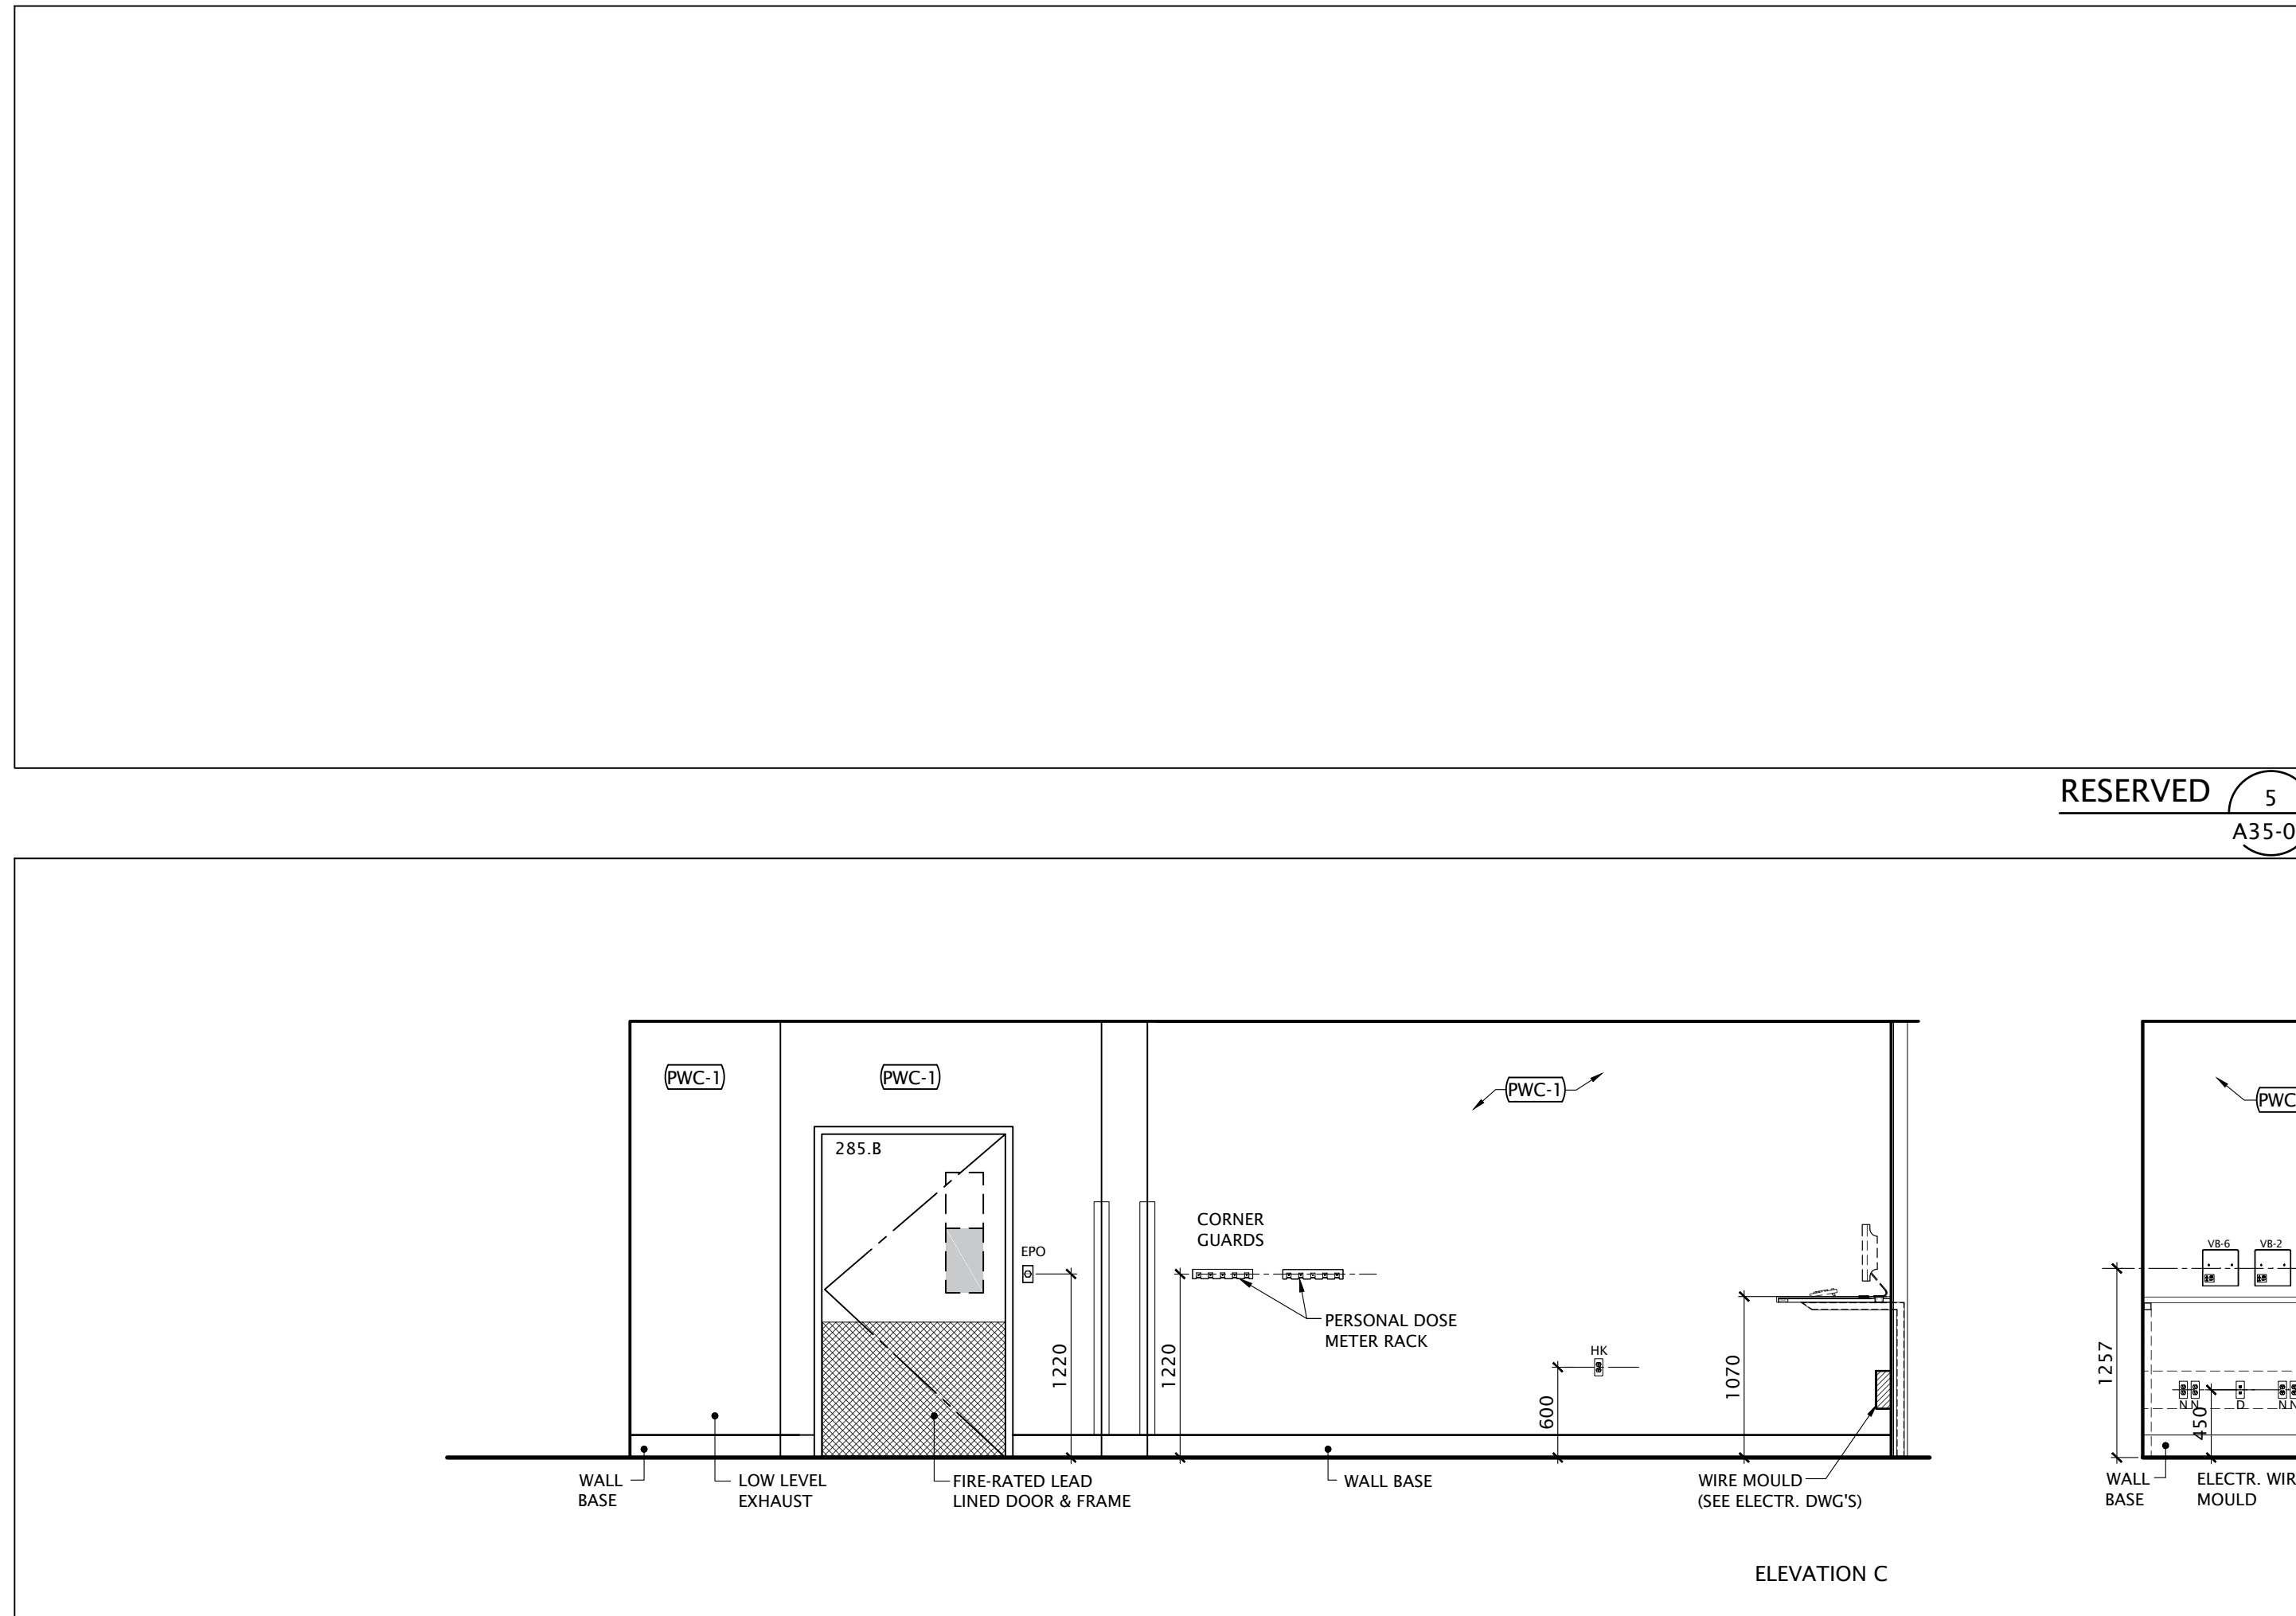 RESERVED
5
A35-0
PWC-1
PWC-1
PWC-1
PWC
285.B
CORNER
GUARDS
EPO
VB-6
VB-2
PERSONAL DOSE
METER RACK
HK
1220
1220
600
1070
1257
450
N N
D
N N
WALL
BASE
LOW LEVEL
EXHAUST
FIRE-RATED LEAD
LINED DOOR & FRAME
WALL BASE
WIRE MOULD
(SEE ELECTR. DWG'S)
WALL
BASE
ELECTR. WIR
MOULD
ELEVATION C